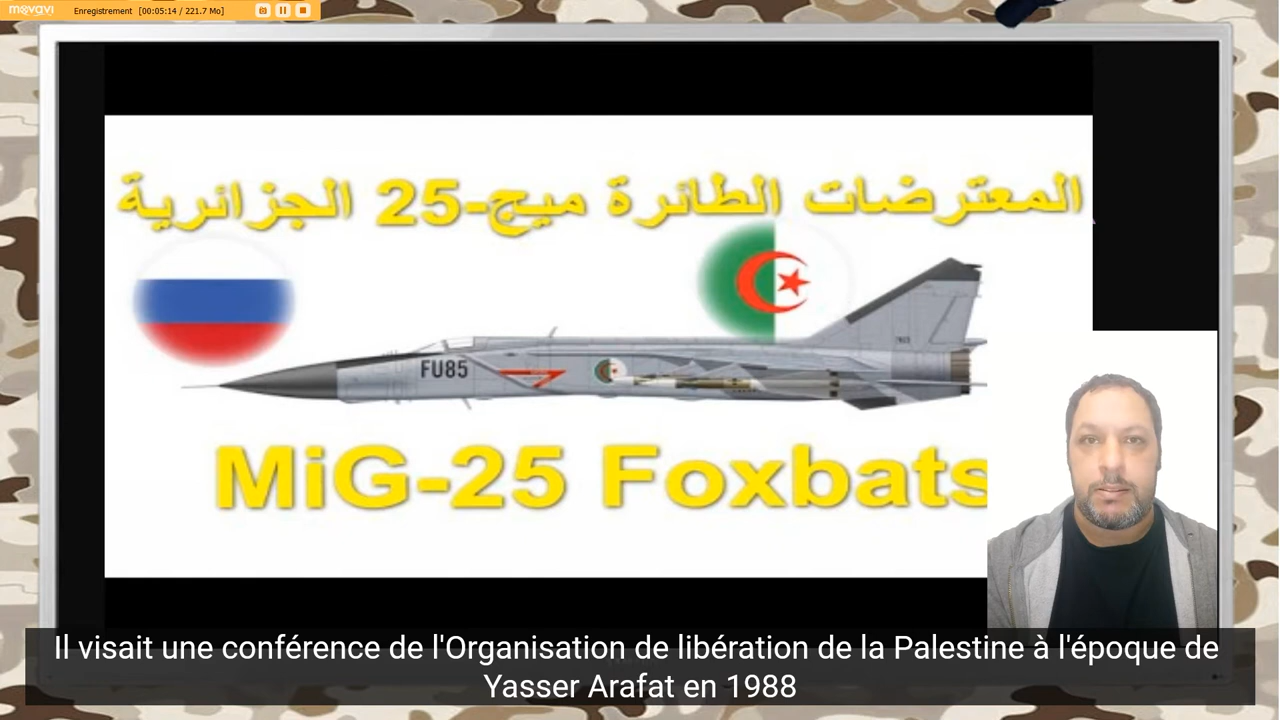 movavi Enregistrement [00:05:14 / 221.7 Mo]
المعترضات الطائرة ميج-25 الجزائرية
FU85
MiG-25 Foxbats
Il visait une conférence de l'Organisation de libération de la Palestine à l'époque de
Yasser Arafat en 1988